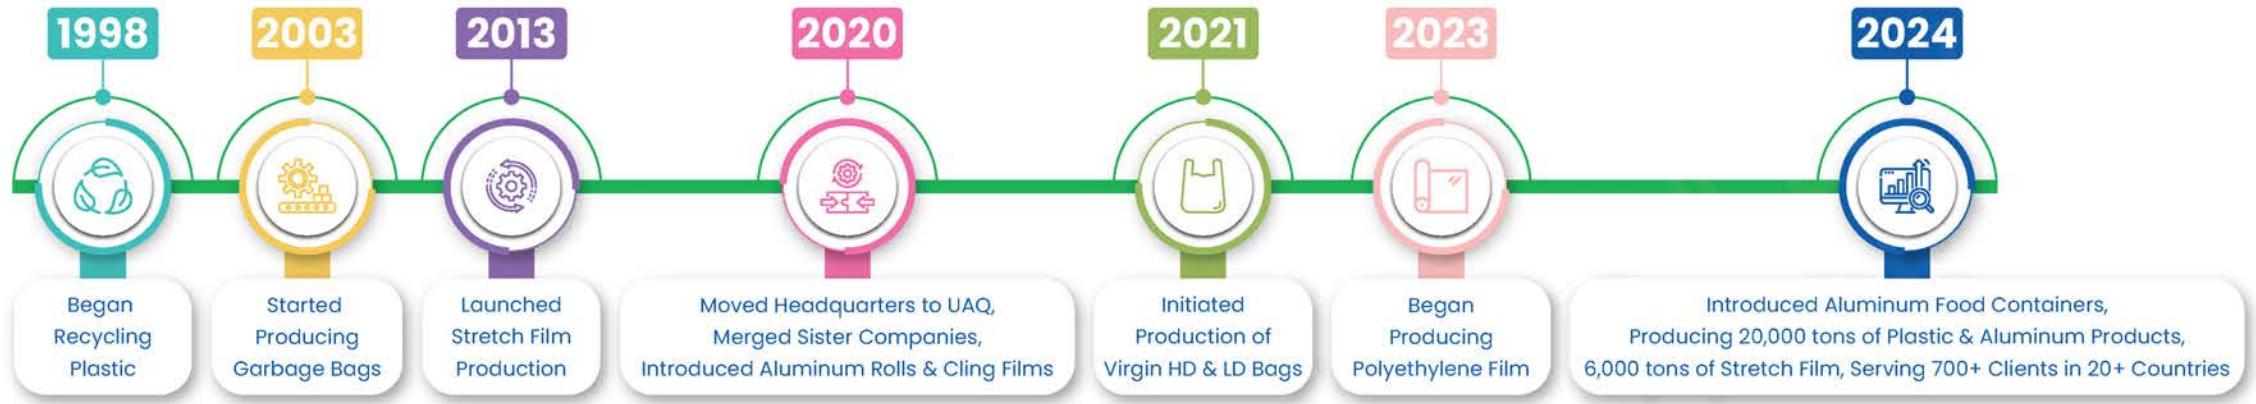 1998
2003
2013
2020
2021
2023
2024
Began
Recycling
Plastic
Started
Producing
Garbage Bags
Launched
Stretch Film
Production
Moved Headquarters to UAQ,
Merged Sister Companies,
Introduced Aluminum Rolls & Cling Films
Initiated
Production of
Virgin HD & LD Bags
Began
Producing
Polyethylene Film
Introduced Aluminum Food Containers,
Producing 20,000 tons of Plastic & Aluminum Products,
6,000 tons of Stretch Film, Serving 700+ Clients in 20+ Countries